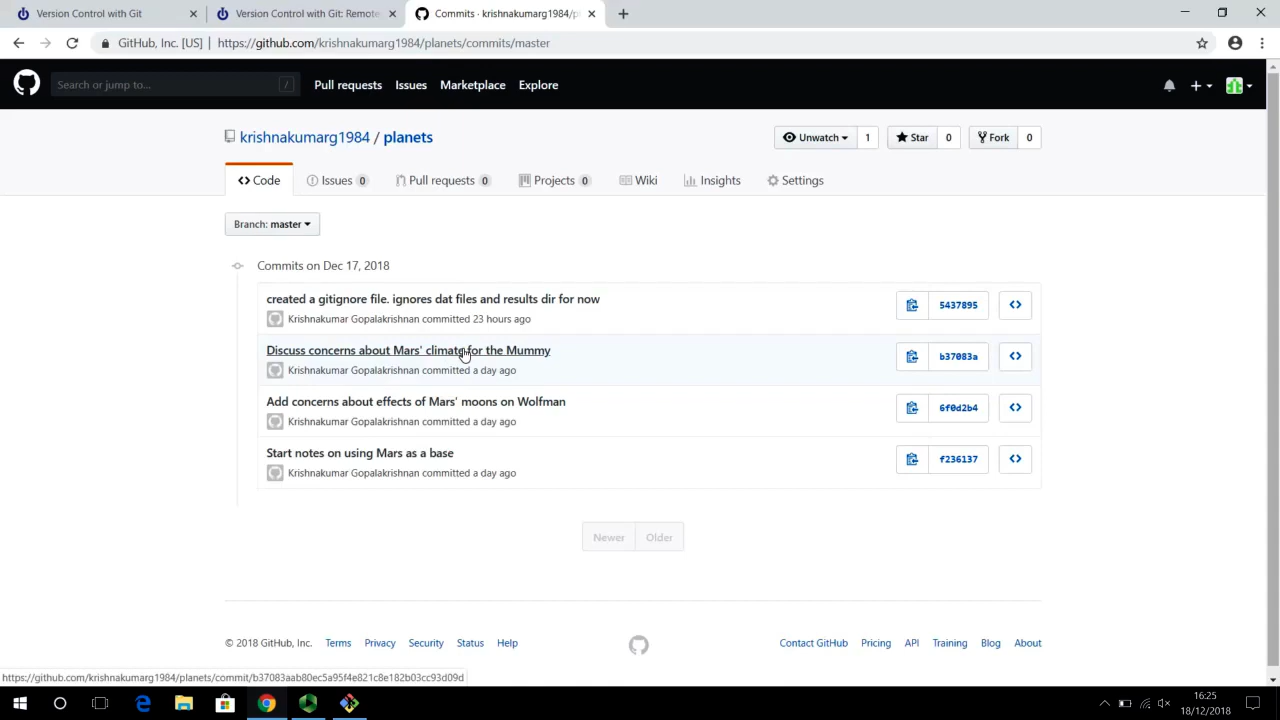 Version Control with Git
Version Control with Git: Remote
Commits · krishnakumarg1984/p
GitHub, Inc. [US] | https://github.com/krishnakumarg1984/planets/commits/master
Search or jump to... /
Pull requests Issues Marketplace Explore
krishnakumarg1984 / planets
Unwatch 1 Star 0 Fork 0
Code Issues 0 Pull requests 0 Projects 0 Wiki Insights Settings
Branch: master
Commits on Dec 17, 2018
created a gitignore file. ignores dat files and results dir for now
Krishnakumar Gopalakrishnan committed 23 hours ago
5437895
Discuss concerns about Mars' climate for the Mummy
Krishnakumar Gopalakrishnan committed a day ago
b37083a
Add concerns about effects of Mars' moons on Wolfman
Krishnakumar Gopalakrishnan committed a day ago
6f0d2b4
Start notes on using Mars as a base
Krishnakumar Gopalakrishnan committed a day ago
f236137
Newer Older
© 2018 GitHub, Inc. Terms Privacy Security Status Help
Contact GitHub Pricing API Training Blog About
https://github.com/krishnakumarg1984/planets/commit/b37083aab80ec5a95f4e821c8e182b03cc93d09d
16:25
18/12/2018